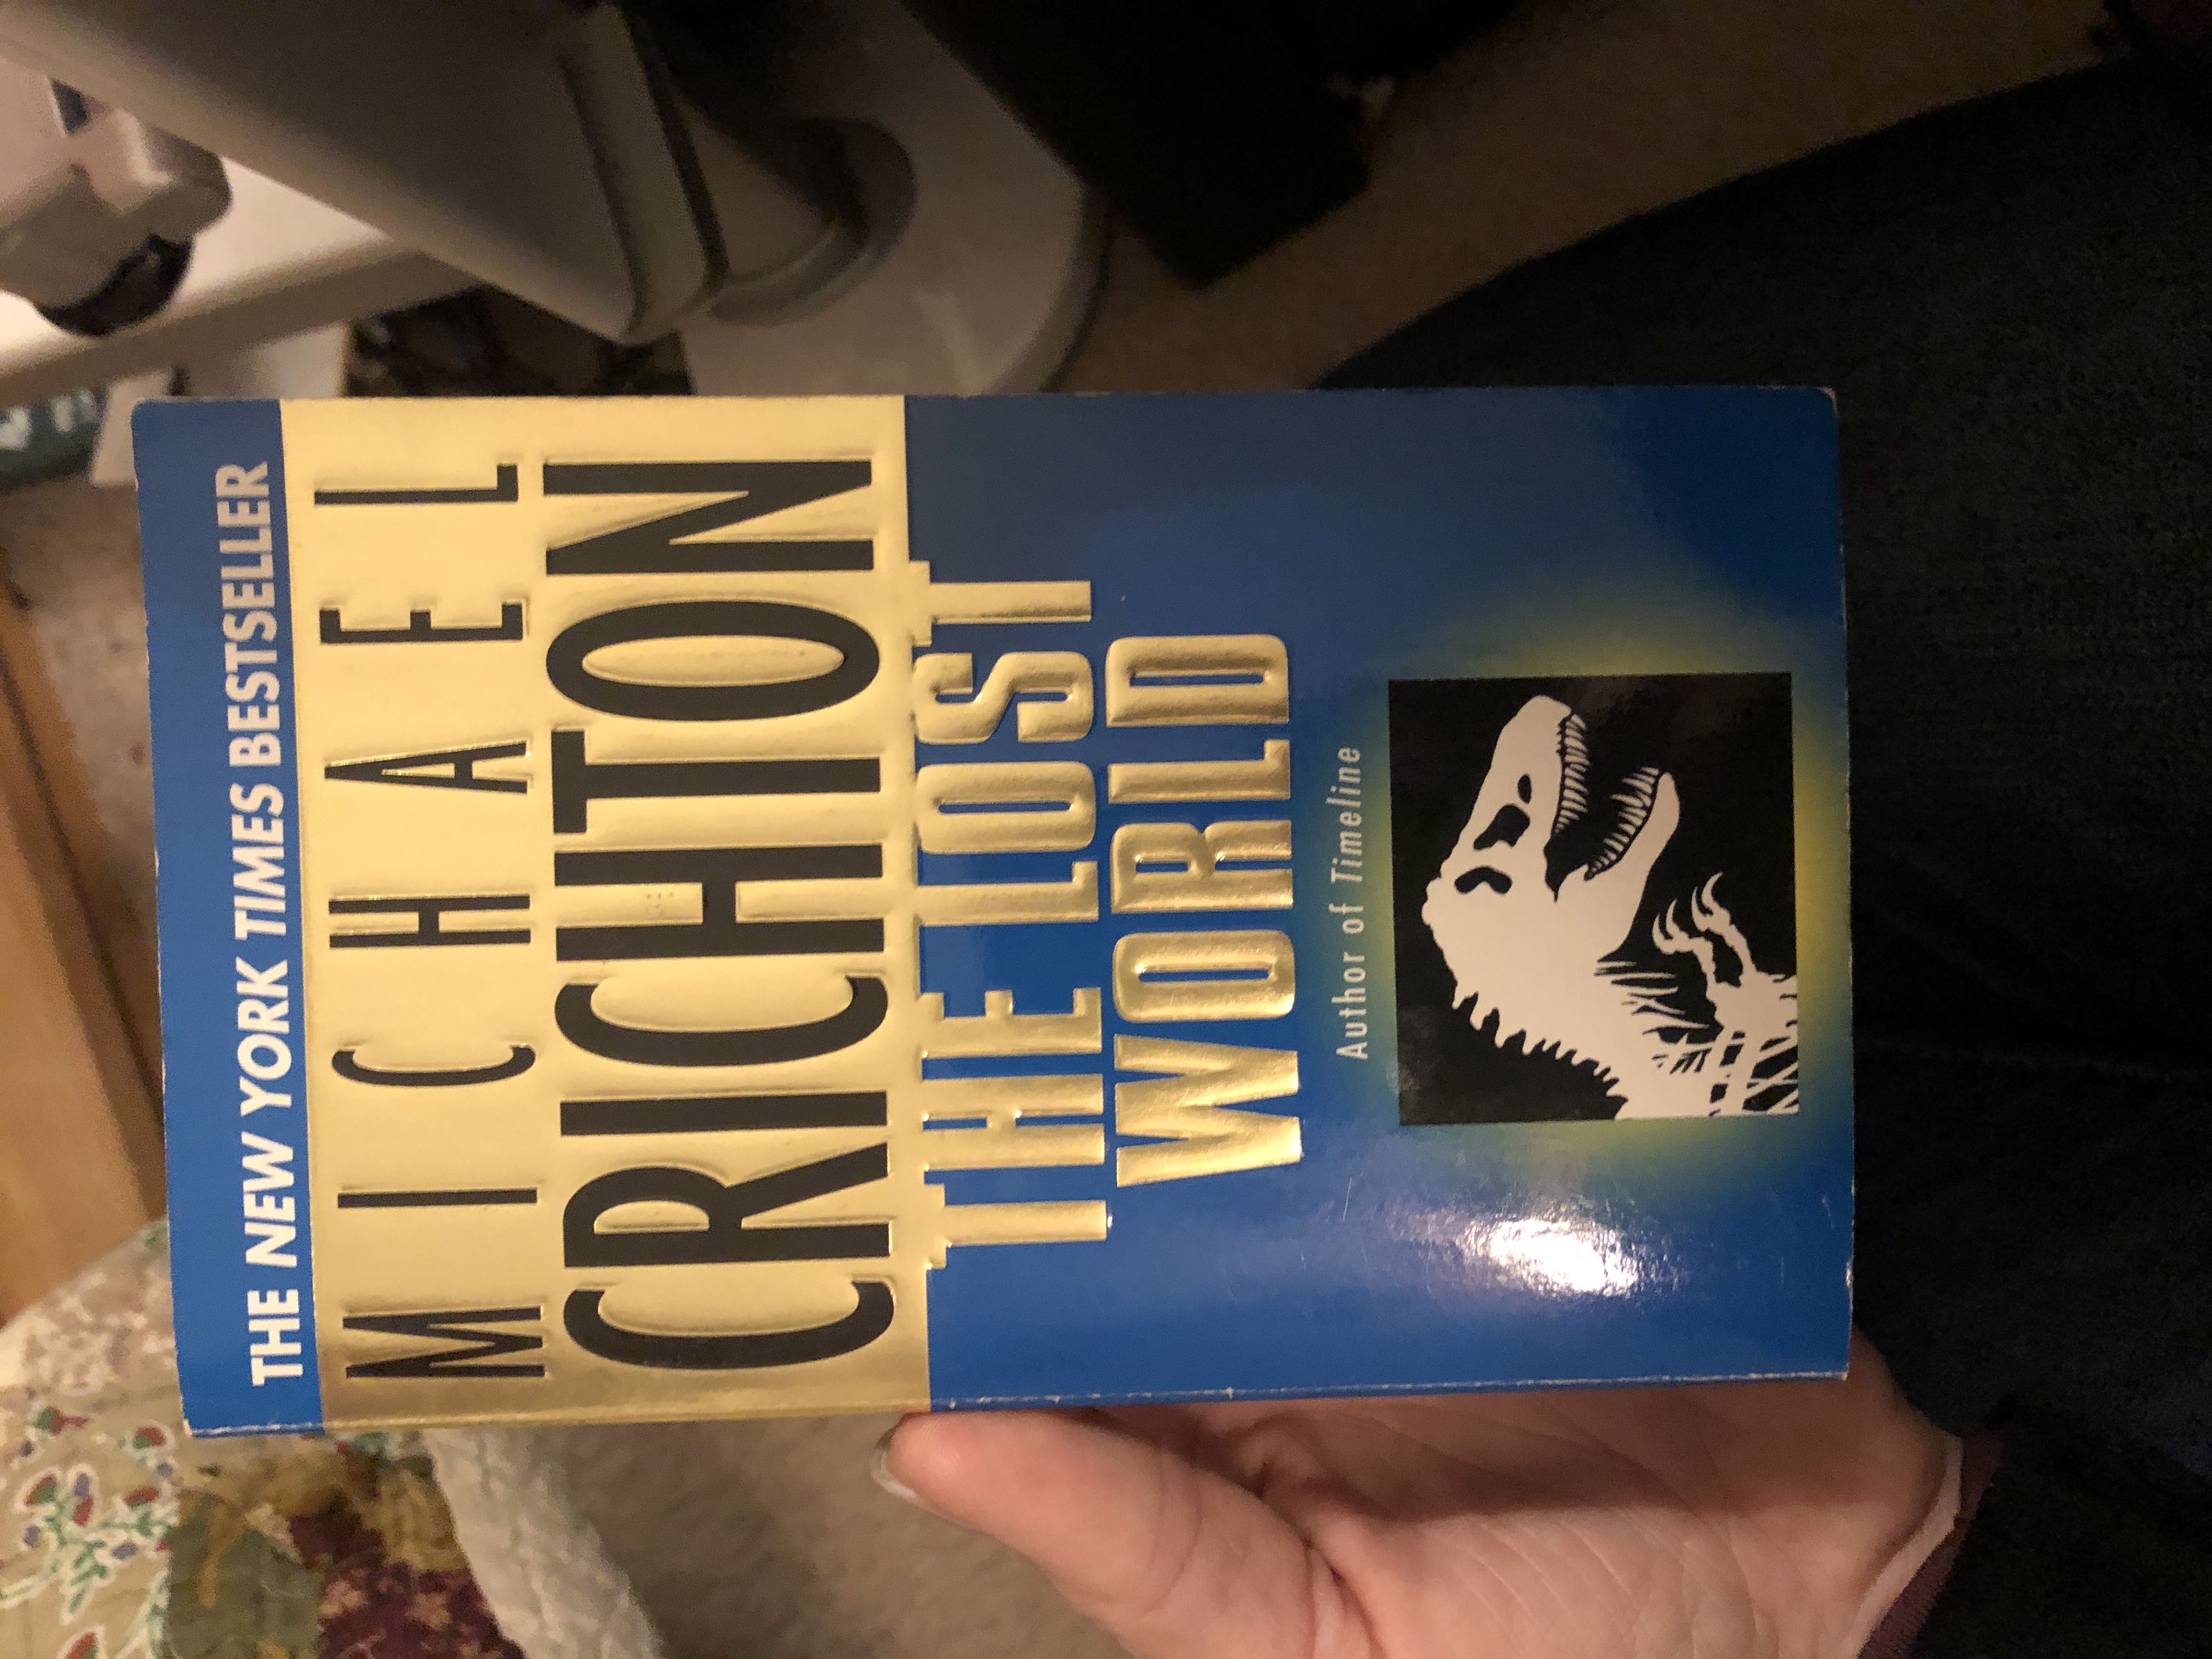 THE NEW YORK TIMES BESTSELLER
MICHAEL
CRICHTON
THE LOST
WORLD
Author of Timeline